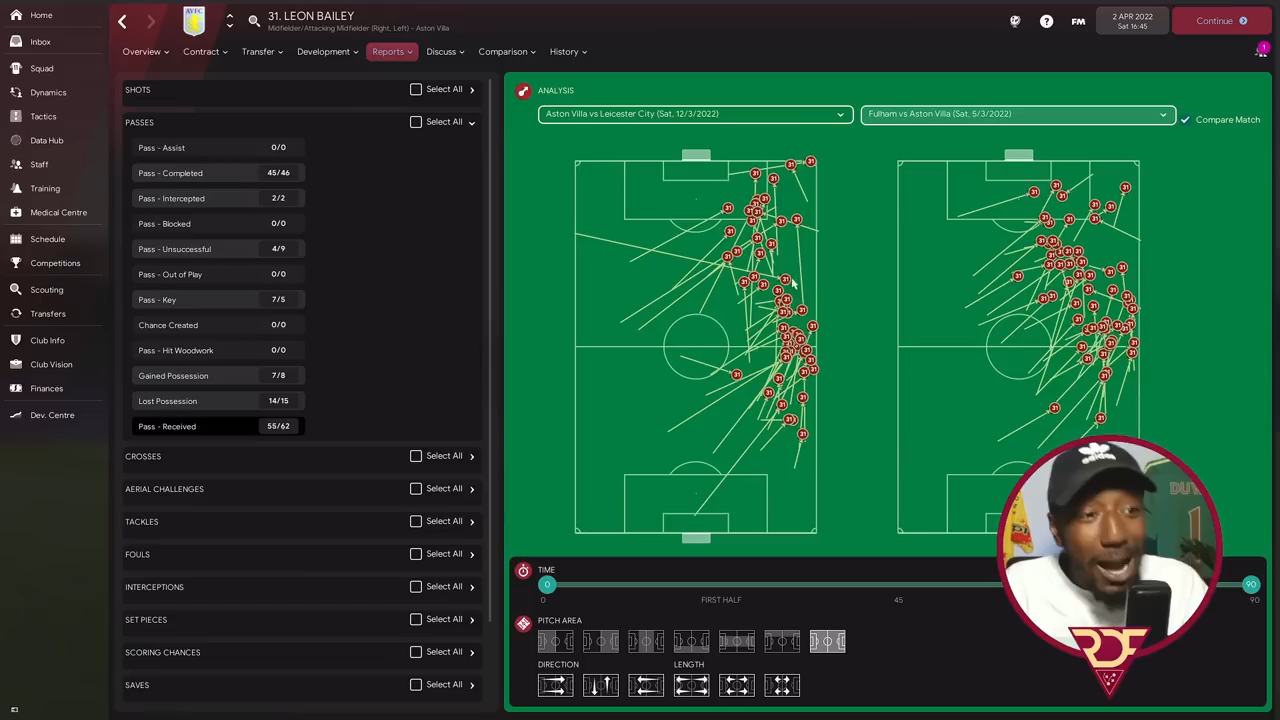 Home
Inbox
Squad
Dynamics
Tactics
Data Hub
Staff
Training
Medical Centre
Schedule
Competitions
Scouting
Transfers
Club Info
Club Vision
Finances
Dev. Centre
AVFC
31. LEON BAILEY
Midfielder/Attacking Midfielder (Right, Left) - Aston Villa
FM
2 APR 2022
Sat 16:45
Continue
1
Overview
Contract
Transfer
Development
Reports
Discuss
Comparison
History
SHOTS
Select All
PASSES
Select All
Pass - Assist 0/0
Pass - Completed 45/46
Pass - Intercepted 2/2
Pass - Blocked 0/0
Pass - Unsuccessful 4/9
Pass - Out of Play 0/0
Pass - Key 7/5
Chance Created 0/0
Pass - Hit Woodwork 0/0
Gained Possession 7/8
Lost Possession 14/15
Pass - Received 55/62
CROSSES
Select All
AERIAL CHALLENGES
Select All
TACKLES
Select All
FOULS
Select All
INTERCEPTIONS
Select All
SET PIECES
Select All
SCORING CHANCES
Select All
SAVES
Select All
ANALYSIS
Aston Villa vs Leicester City (Sat, 12/3/2022)
Fulham vs Aston Villa (Sat, 5/3/2022)
Compare Match
TIME
0
90
0
FIRST HALF
45
90
PITCH AREA
DIRECTION
LENGTH
adidas
RDF